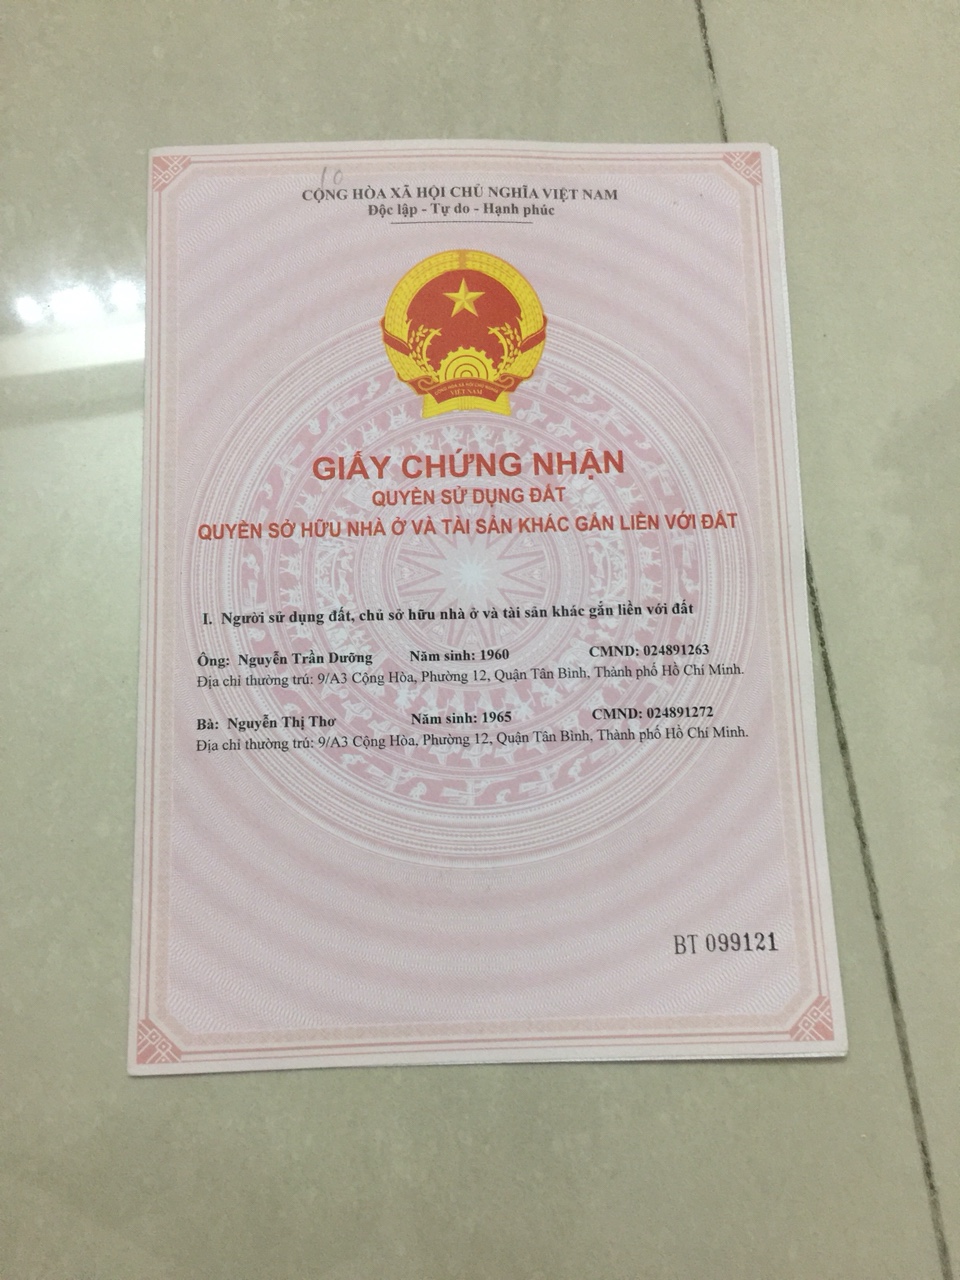 10
CỘNG HÒA XÃ HỘI CHỦ NGHĨA VIỆT NAM
Độc lập - Tự do - Hạnh phúc
CỘNG HÒA XÃ HỘI CHỦ NGHĨA
VIỆT NAM
GIẤY CHỨNG NHẬN
QUYỀN SỬ DỤNG ĐẤT
QUYỀN SỞ HỮU NHÀ Ở VÀ TÀI SẢN KHÁC GẮN LIỀN VỚI ĐẤT
I. Người sử dụng đất, chủ sở hữu nhà ở và tài sản khác gắn liền với đất
Ông: Nguyễn Trần Dưỡng Năm sinh: 1960 CMND: 024891263
Địa chỉ thường trú: 9/A3 Cộng Hòa, Phường 12, Quận Tân Bình, Thành phố Hồ Chí Minh.
Bà: Nguyễn Thị Thơ Năm sinh: 1965 CMND: 024891272
Địa chỉ thường trú: 9/A3 Cộng Hòa, Phường 12, Quận Tân Bình, Thành phố Hồ Chí Minh.
BT 099121